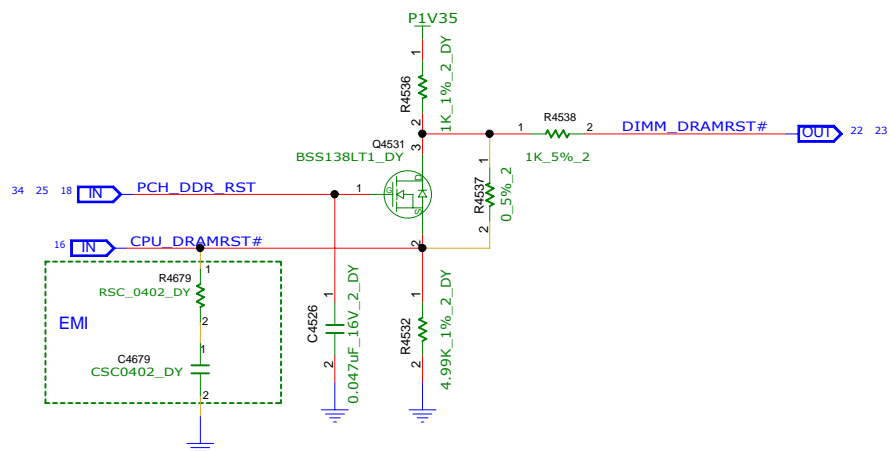 P1V35
1
R4536
1K_1%_2_DY
2
Q4531
3
BSS138LT1_DY
D
G
S
1
2
R4538
1
2
1K_5%_2
DIMM_DRAMRST#
OUT
22 23
1
R4537
0_5%_2
2
34 25 18
IN
PCH_DDR_RST
16
IN
CPU_DRAMRST#
EMI
1
R4679
RSC_0402_DY
2
1
C4679
CSC0402_DY
2
1
C4526
0.047uF_16V_2_DY
2
1
R4532
4.99K_1%_2_DY
2